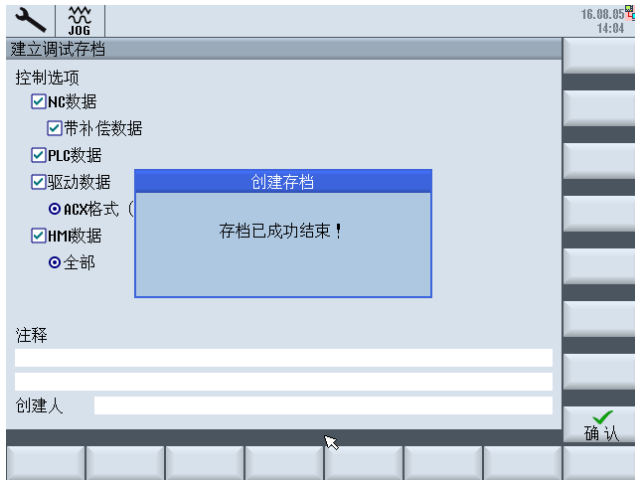 JOG
16.08.05
14:04
建立调试存档
控制选项
NC数据
带补偿数据
PLC数据
驱动数据
ACX格式（
HMI数据
全部
创建存档
存档已成功结束！
注释
创建人
确认